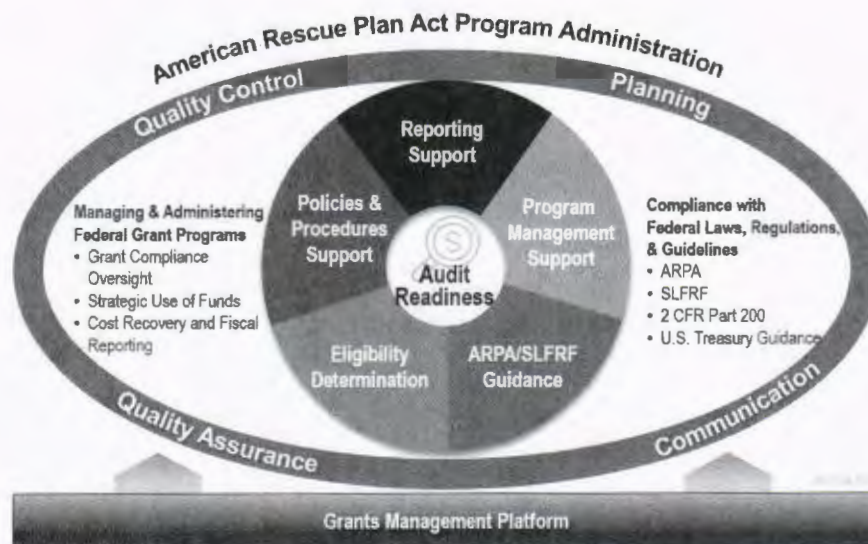 American Rescue Plan Act Program Administration
Quality Control
Planning
Reporting
Support
Policies &
Procedures
Support
Program
Management
Support
Managing & Administering
Federal Grant Programs
• Grant Compliance
Oversight
• Strategic Use of Funds
• Cost Recovery and Fiscal
Reporting
Audit
Readiness
Compliance with
Federal Laws, Regulations,
& Guidelines
• ARPA
• SLFRF
• 2 CFR Part 200
• U.S. Treasury Guidance
Eligibility
Determination
ARPA/SLFRF
Guidance
Quality Assurance
Communication
Grants Management Platform